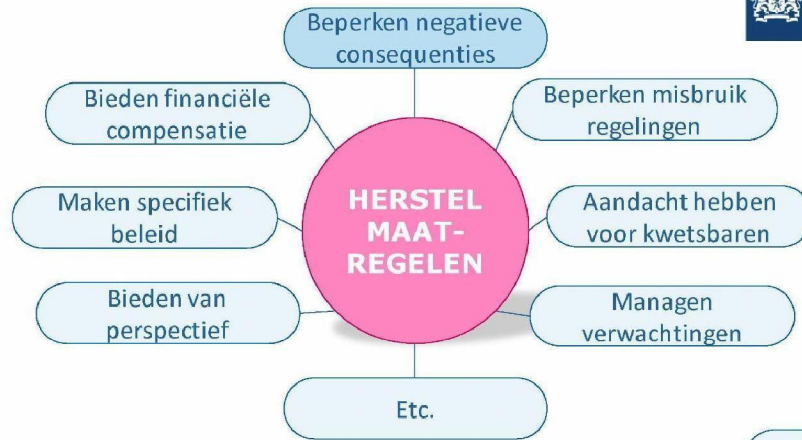 Beperken negatieve
consequenties
Bieden financiële
compensatie
Beperken misbruik
regelingen
Maken specifiek
beleid
HERSTEL
MAAT-
REGELEN
Aandacht hebben
voor kwetsbaren
Bieden van
perspectief
Managen
verwachtingen
Etc.